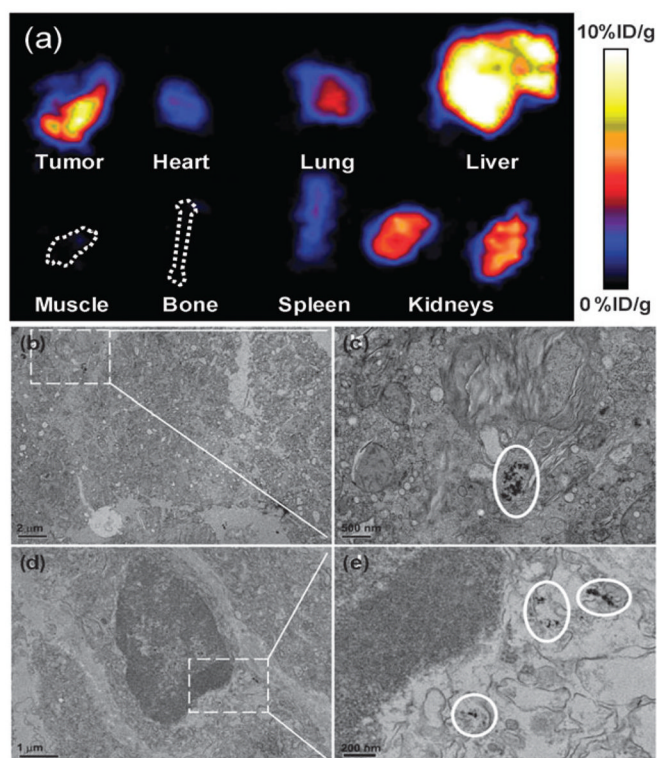 (a)
10%ID/g
Tumor Heart Lung Liver
Muscle Bone Spleen Kidneys
0 %ID/g
(b) (c)
2 μm 500 nm
(d) (e)
1 μm 200 nm